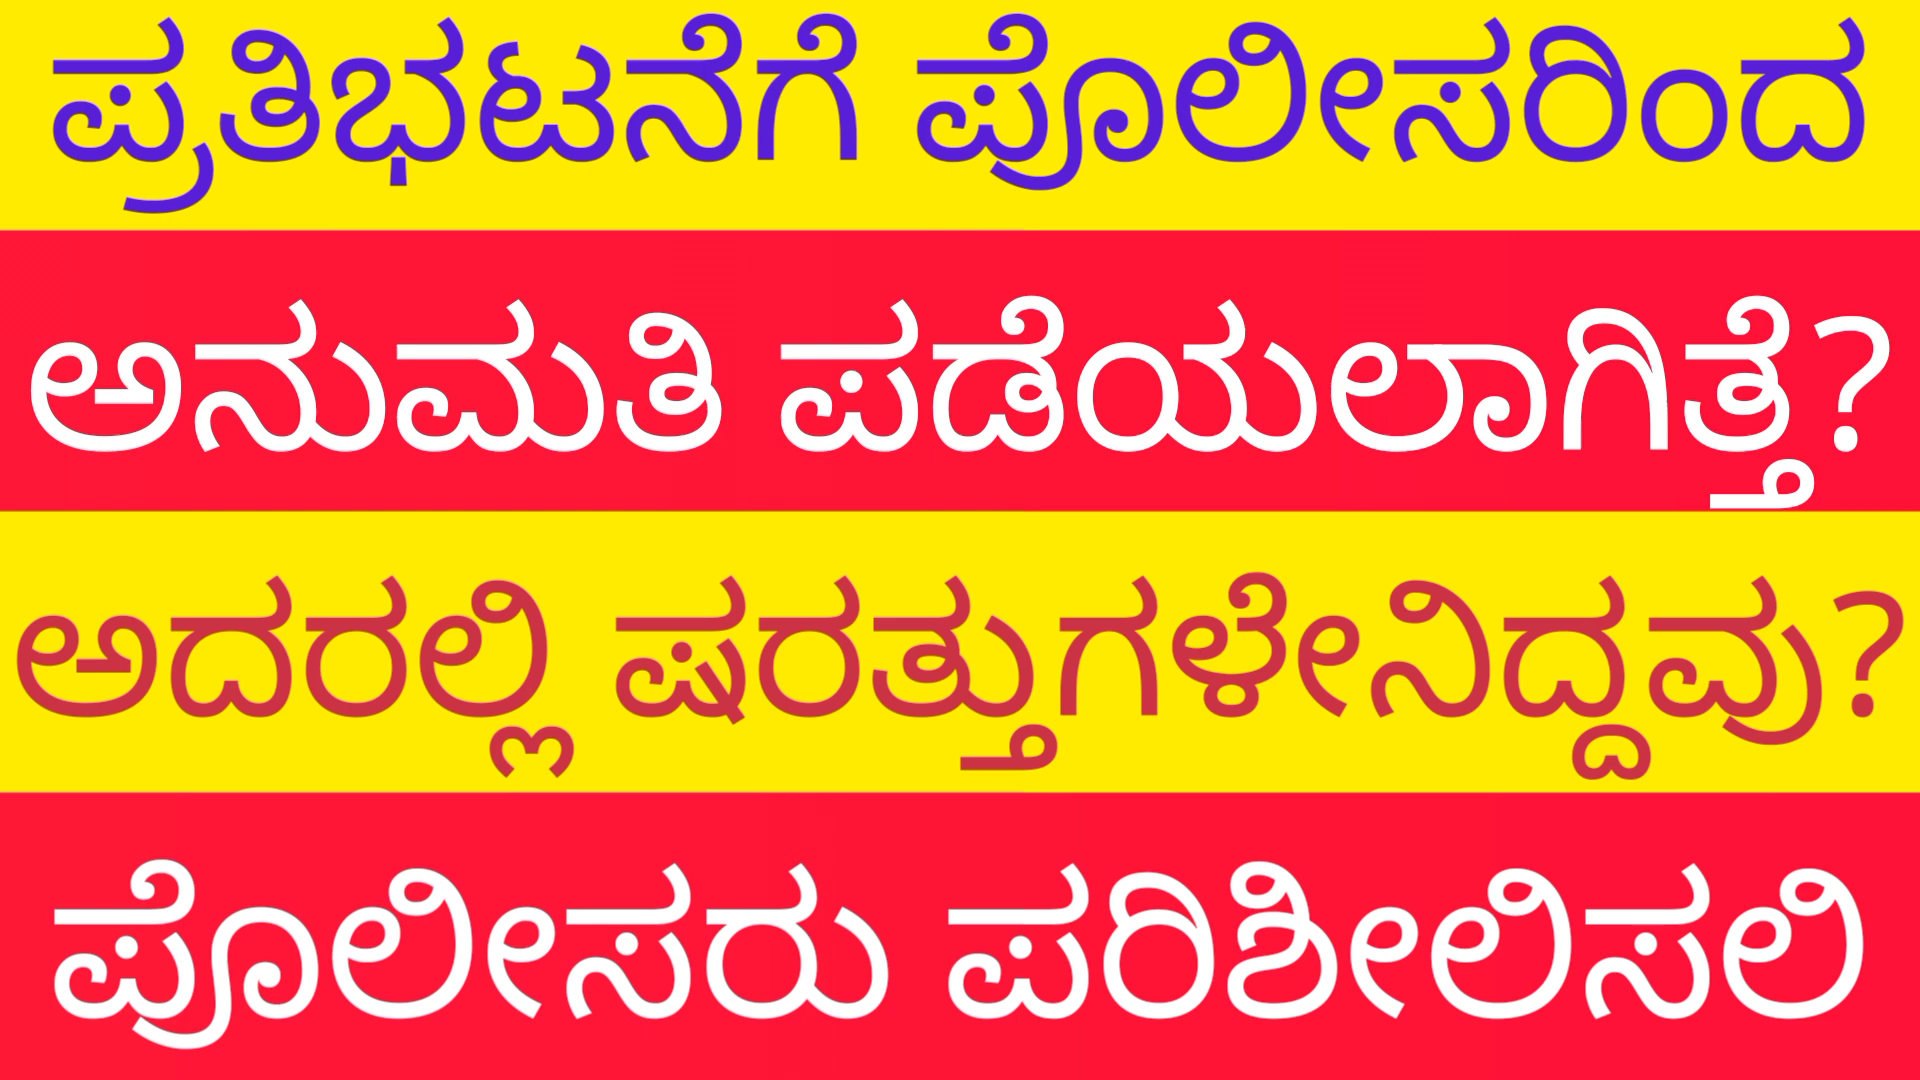 ಪ್ರತಿಭಟನೆಗೆ ಪೊಲೀಸರಿಂದ
ಅನುಮತಿ ಪಡೆಯಲಾಗಿತ್ತೆ?
ಅದರಲ್ಲಿ ಷರತ್ತುಗಳೇನಿದ್ದವು?
ಪೊಲೀಸರು ಪರಿಶೀಲಿಸಲಿ